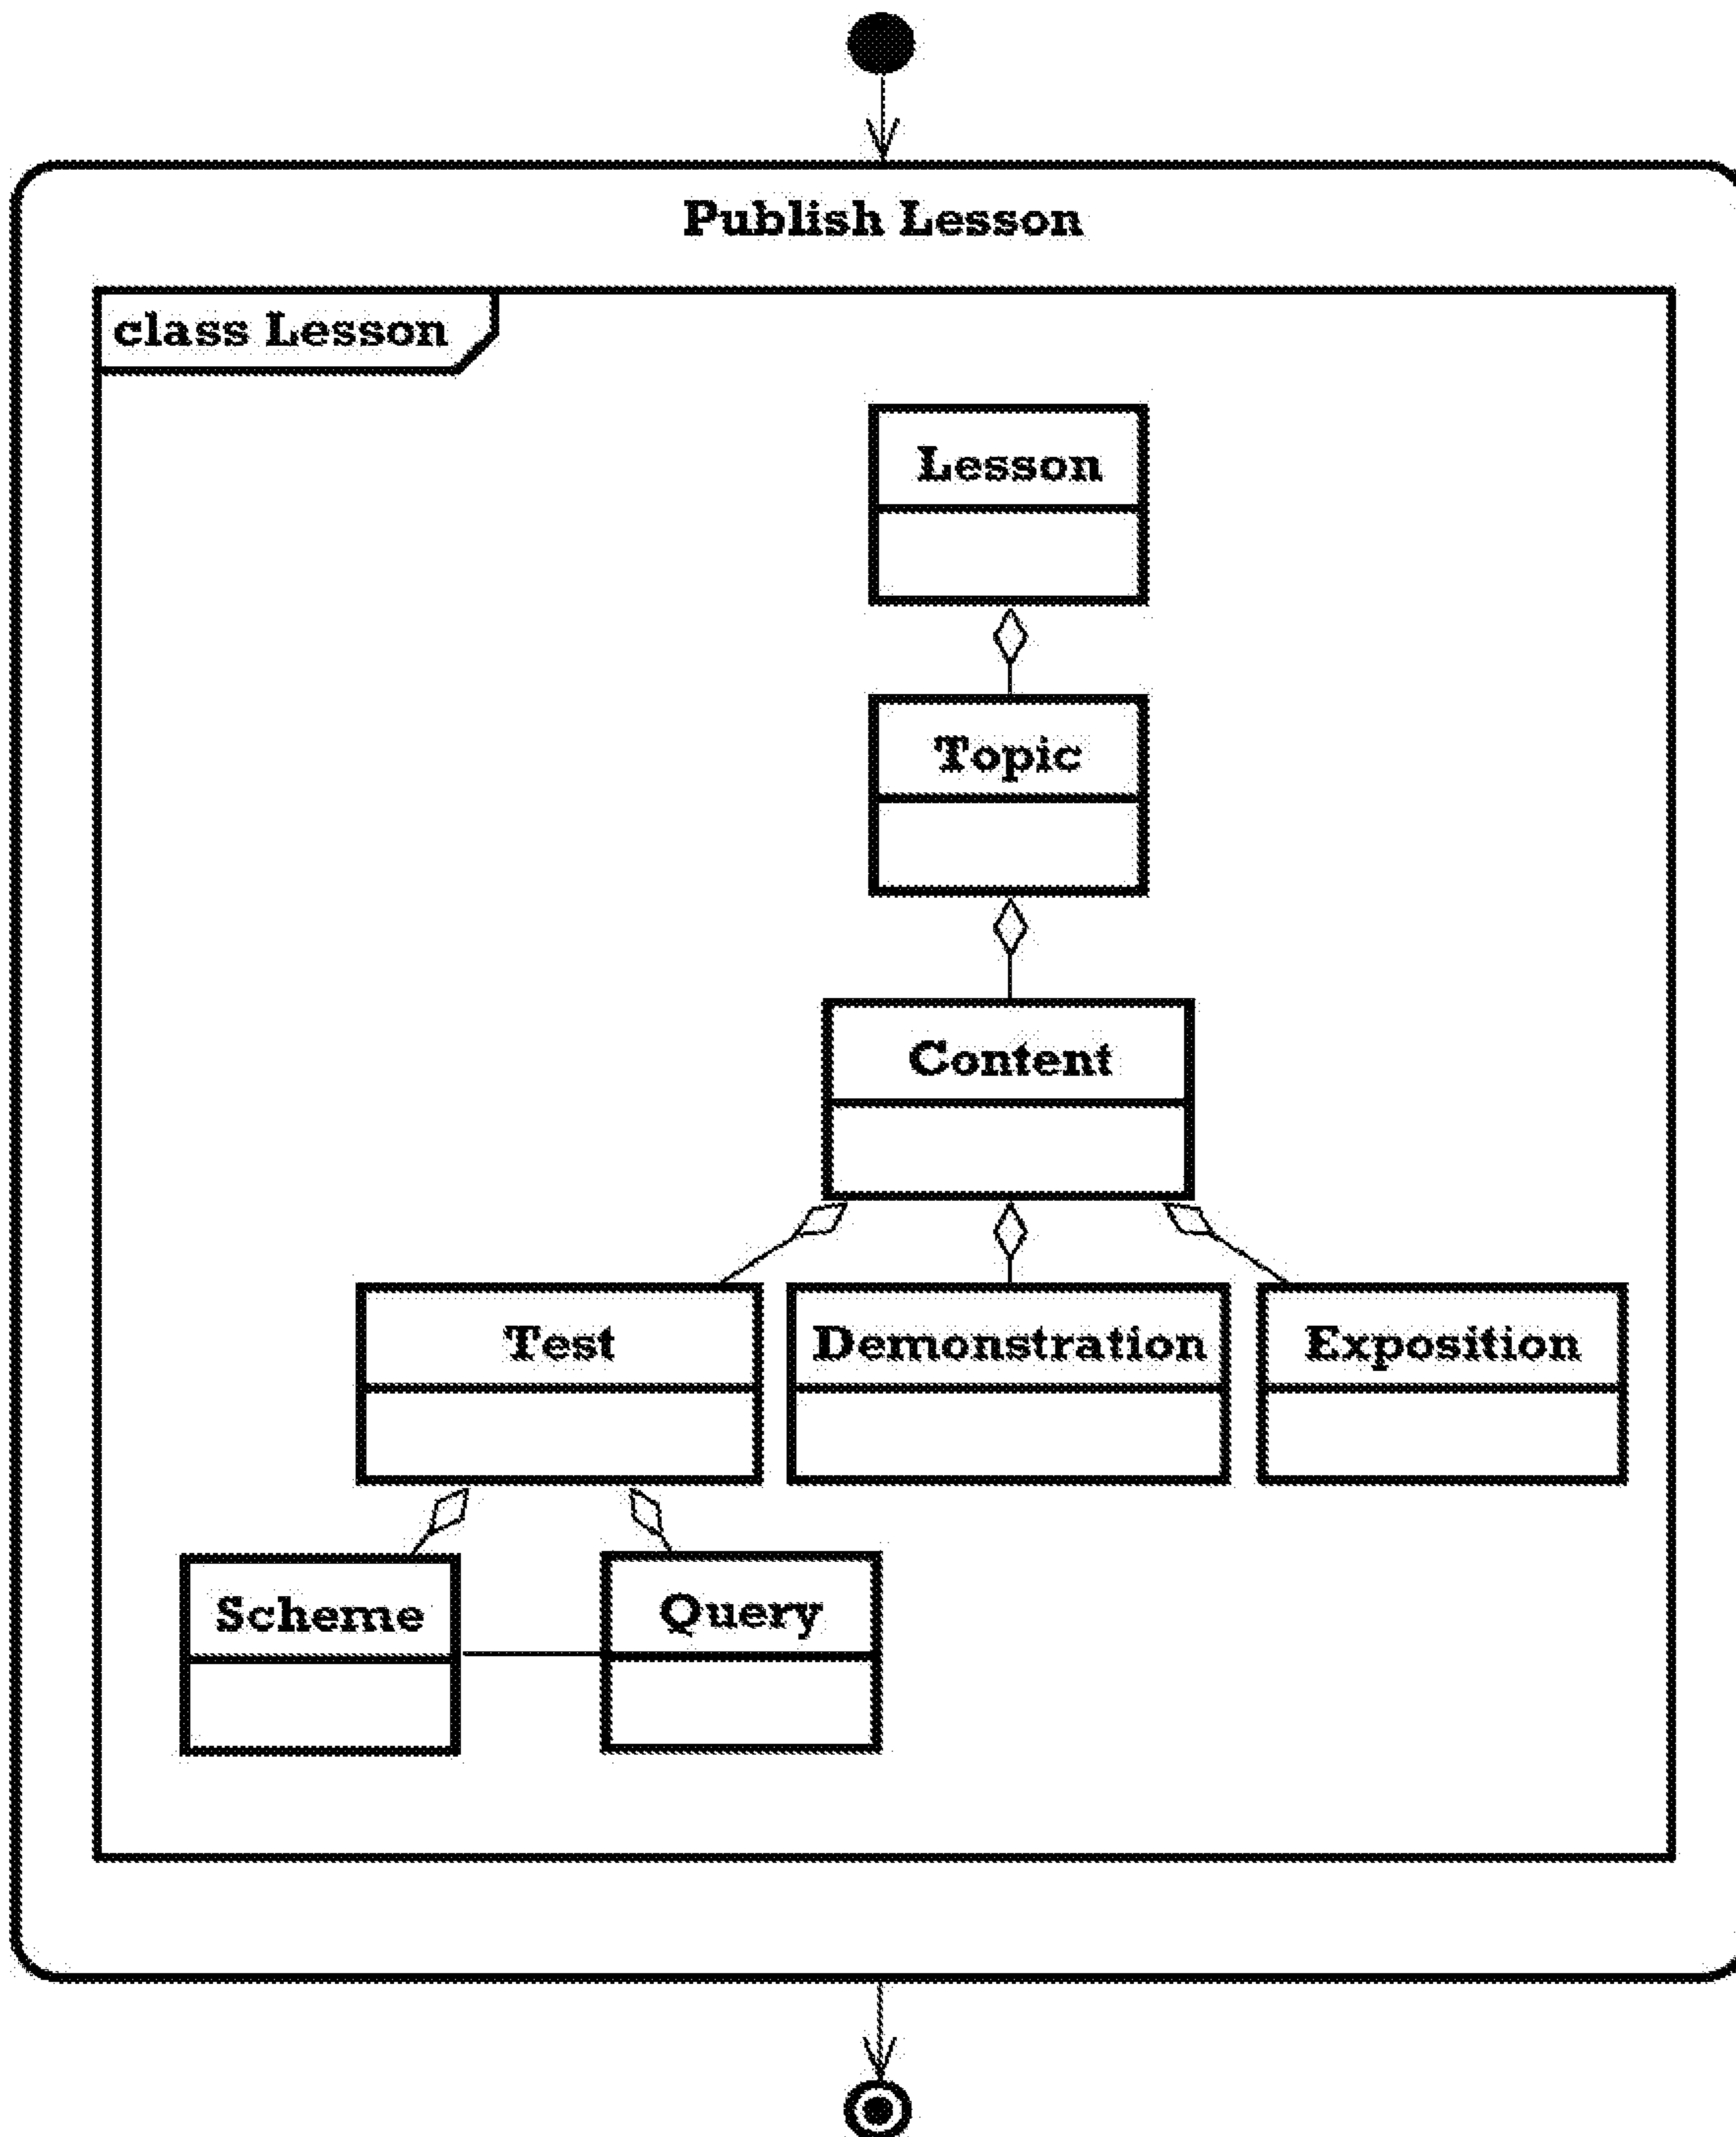 Publish Lesson
class Lesson
Lesson
Topic
Content
Test
Demonstration
Exposition
Scheme
Query